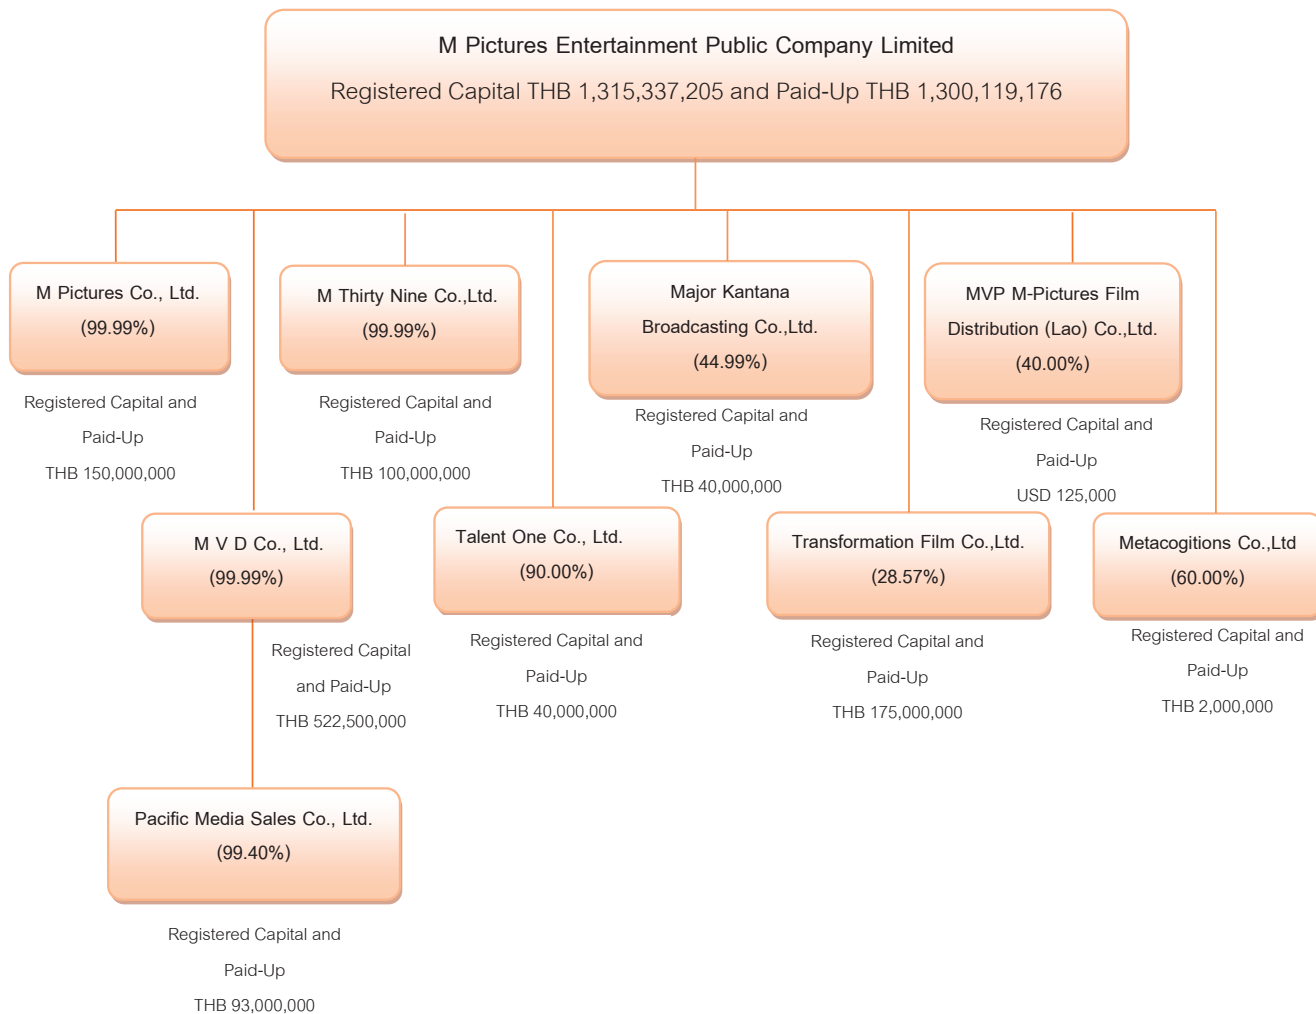 M Pictures Entertainment Public Company Limited
Registered Capital THB 1,315,337,205 and Paid-Up THB 1,300,119,176
M Pictures Co., Ltd.
(99.99%)
Registered Capital and
Paid-Up
THB 150,000,000
M Thirty Nine Co.,Ltd.
(99.99%)
Registered Capital and
Paid-Up
THB 100,000,000
Major Kantana
Broadcasting Co.,Ltd.
(44.99%)
Registered Capital and
Paid-Up
THB 40,000,000
MVP M-Pictures Film
Distribution (Lao) Co.,Ltd.
(40.00%)
Registered Capital and
Paid-Up
USD 125,000
M V D Co., Ltd.
(99.99%)
Registered Capital
and Paid-Up
THB 522,500,000
Talent One Co., Ltd.
(90.00%)
Registered Capital and
Paid-Up
THB 40,000,000
Transformation Film Co.,Ltd.
(28.57%)
Registered Capital and
Paid-Up
THB 175,000,000
Metacogitions Co.,Ltd
(60.00%)
Registered Capital and
Paid-Up
THB 2,000,000
Pacific Media Sales Co., Ltd.
(99.40%)
Registered Capital and
Paid-Up
THB 93,000,000